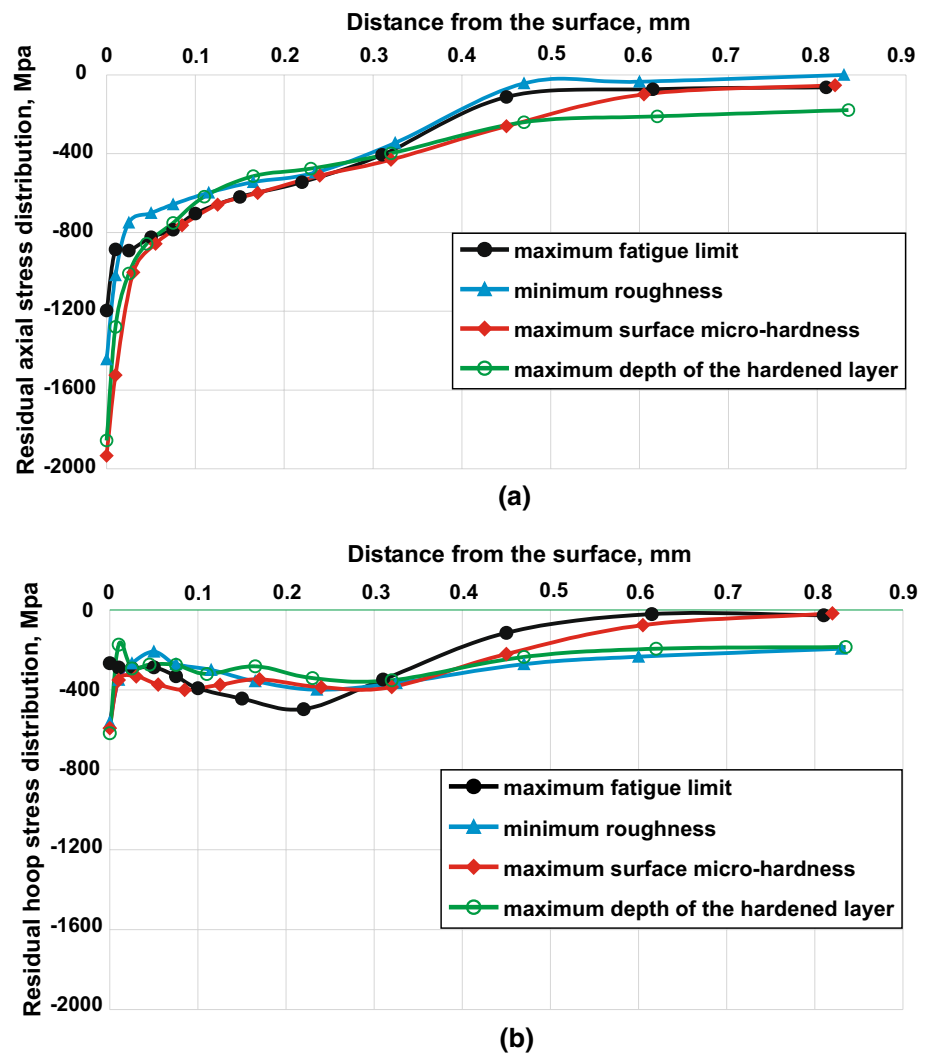 Distance from the surface, mm
0 0.1 0.2 0.3 0.4 0.5 0.6 0.7 0.8 0.9
Residual axial stress distribution, Mpa
0
-400
-800
-1200
-1600
-2000
maximum fatigue limit
minimum roughness
maximum surface micro-hardness
maximum depth of the hardened layer
(a)
Distance from the surface, mm
0 0.1 0.2 0.3 0.4 0.5 0.6 0.7 0.8 0.9
Residual hoop stress distribution, Mpa
0
-400
-800
-1200
-1600
-2000
maximum fatigue limit
minimum roughness
maximum surface micro-hardness
maximum depth of the hardened layer
(b)